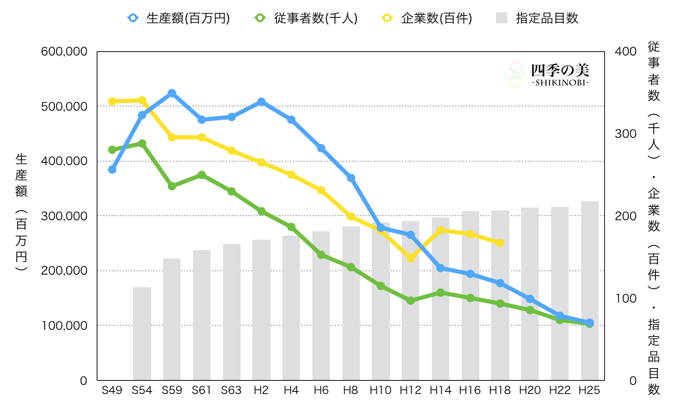 生産額(百万円) 従事者数(千人) 企業数(百件) 指定品目数
600,000
500,000
400,000
300,000
200,000
100,000
0
生産額（百万円）
400
300
200
100
0
従事者数（千人）・企業数（百件）・指定品目数
四季の美
-SHIKINOBI-
S49 S54 S59 S61 S63 H2 H4 H6 H8 H10 H12 H14 H16 H18 H20 H22 H25